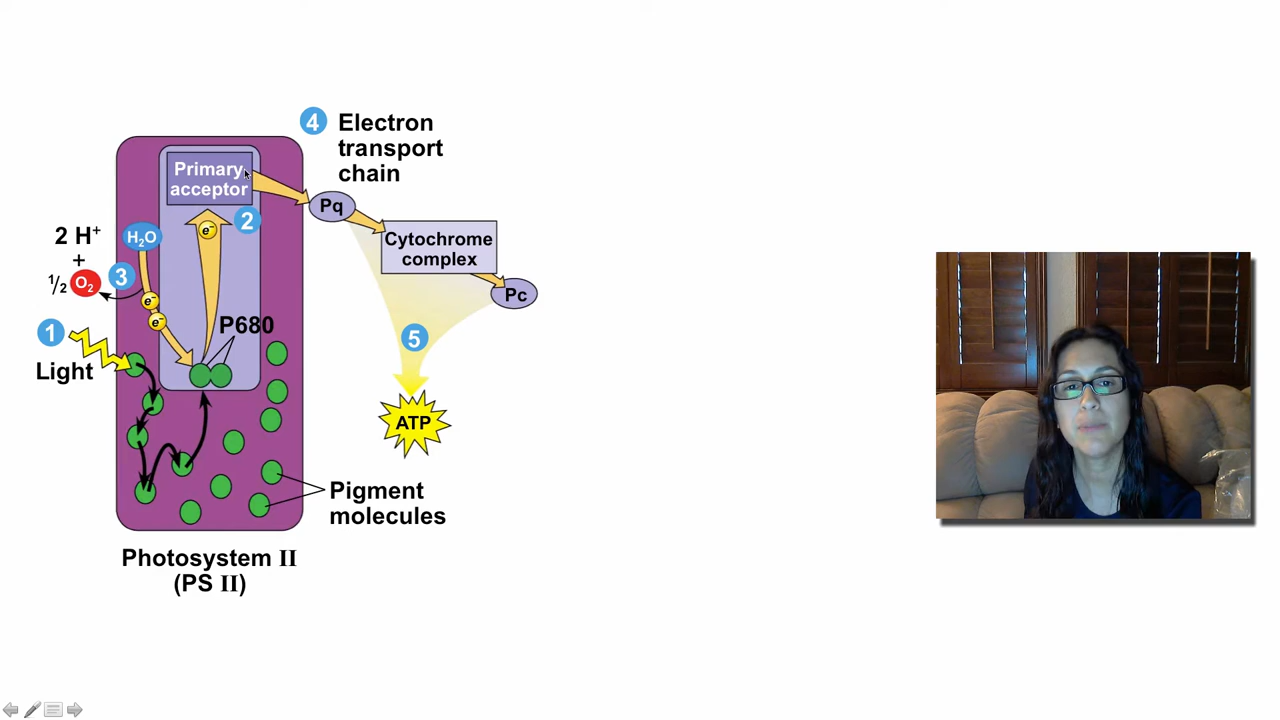 4
Electron
transport
chain
Primary
acceptor
Pq
2
e⁻
2 H⁺
+
½ O₂
H₂O
3
Cytochrome
complex
Pc
e⁻
e⁻
1
Light
P680
5
ATP
Pigment
molecules
Photosystem II
(PS II)